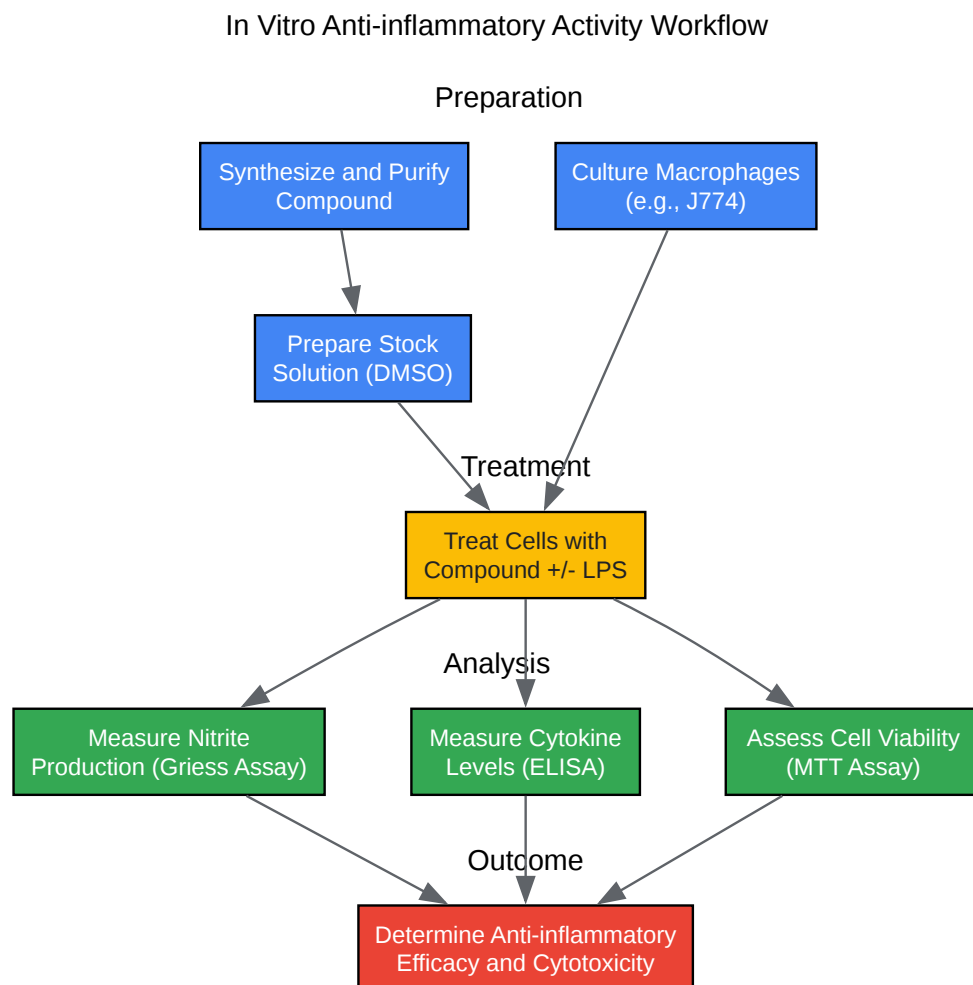 In Vitro Anti-inflammatory Activity Workflow
Preparation
Synthesize and Purify
Compound
Culture Macrophages
(e.g., J774)
Prepare Stock
Solution (DMSO)
Treatment
Treat Cells with
Compound +/- LPS
Analysis
Measure Nitrite
Production (Griess Assay)
Measure Cytokine
Levels (ELISA)
Assess Cell Viability
(MTT Assay)
Outcome
Determine Anti-inflammatory
Efficacy and Cytotoxicity